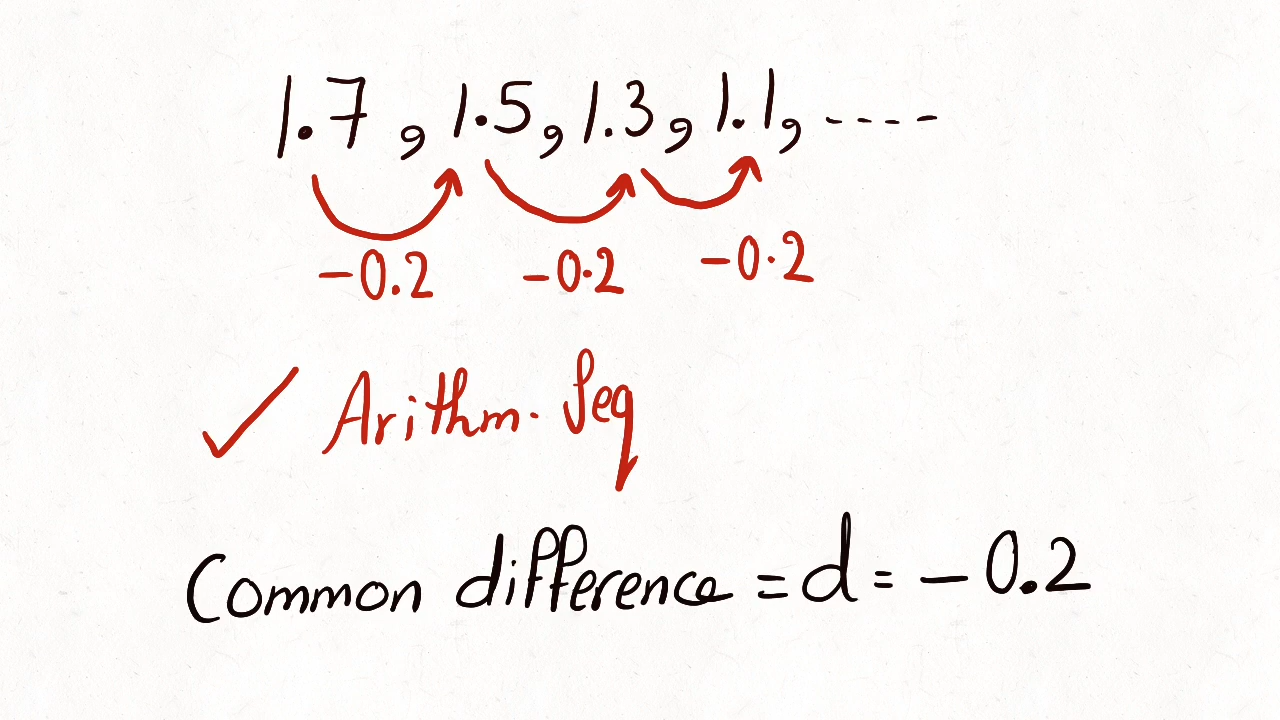 1.7 , 1.5 , 1.3 , 1.1 , ----
-0.2 -0.2 -0.2
✓ Arithm. Seq
Common difference = d = -0.2